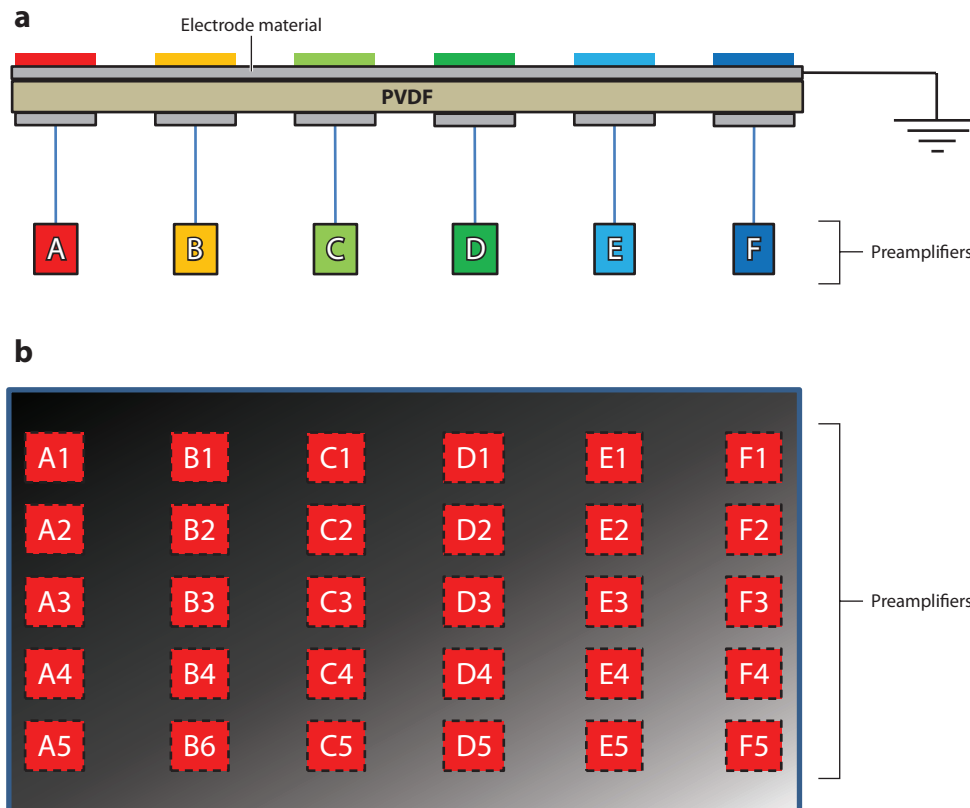 a
Electrode material
PVDF
A B C D E F
Preamplifiers
b
A1 B1 C1 D1 E1 F1
A2 B2 C2 D2 E2 F2
A3 B3 C3 D3 E3 F3
Preamplifiers
A4 B4 C4 D4 E4 F4
A5 B6 C5 D5 E5 F5